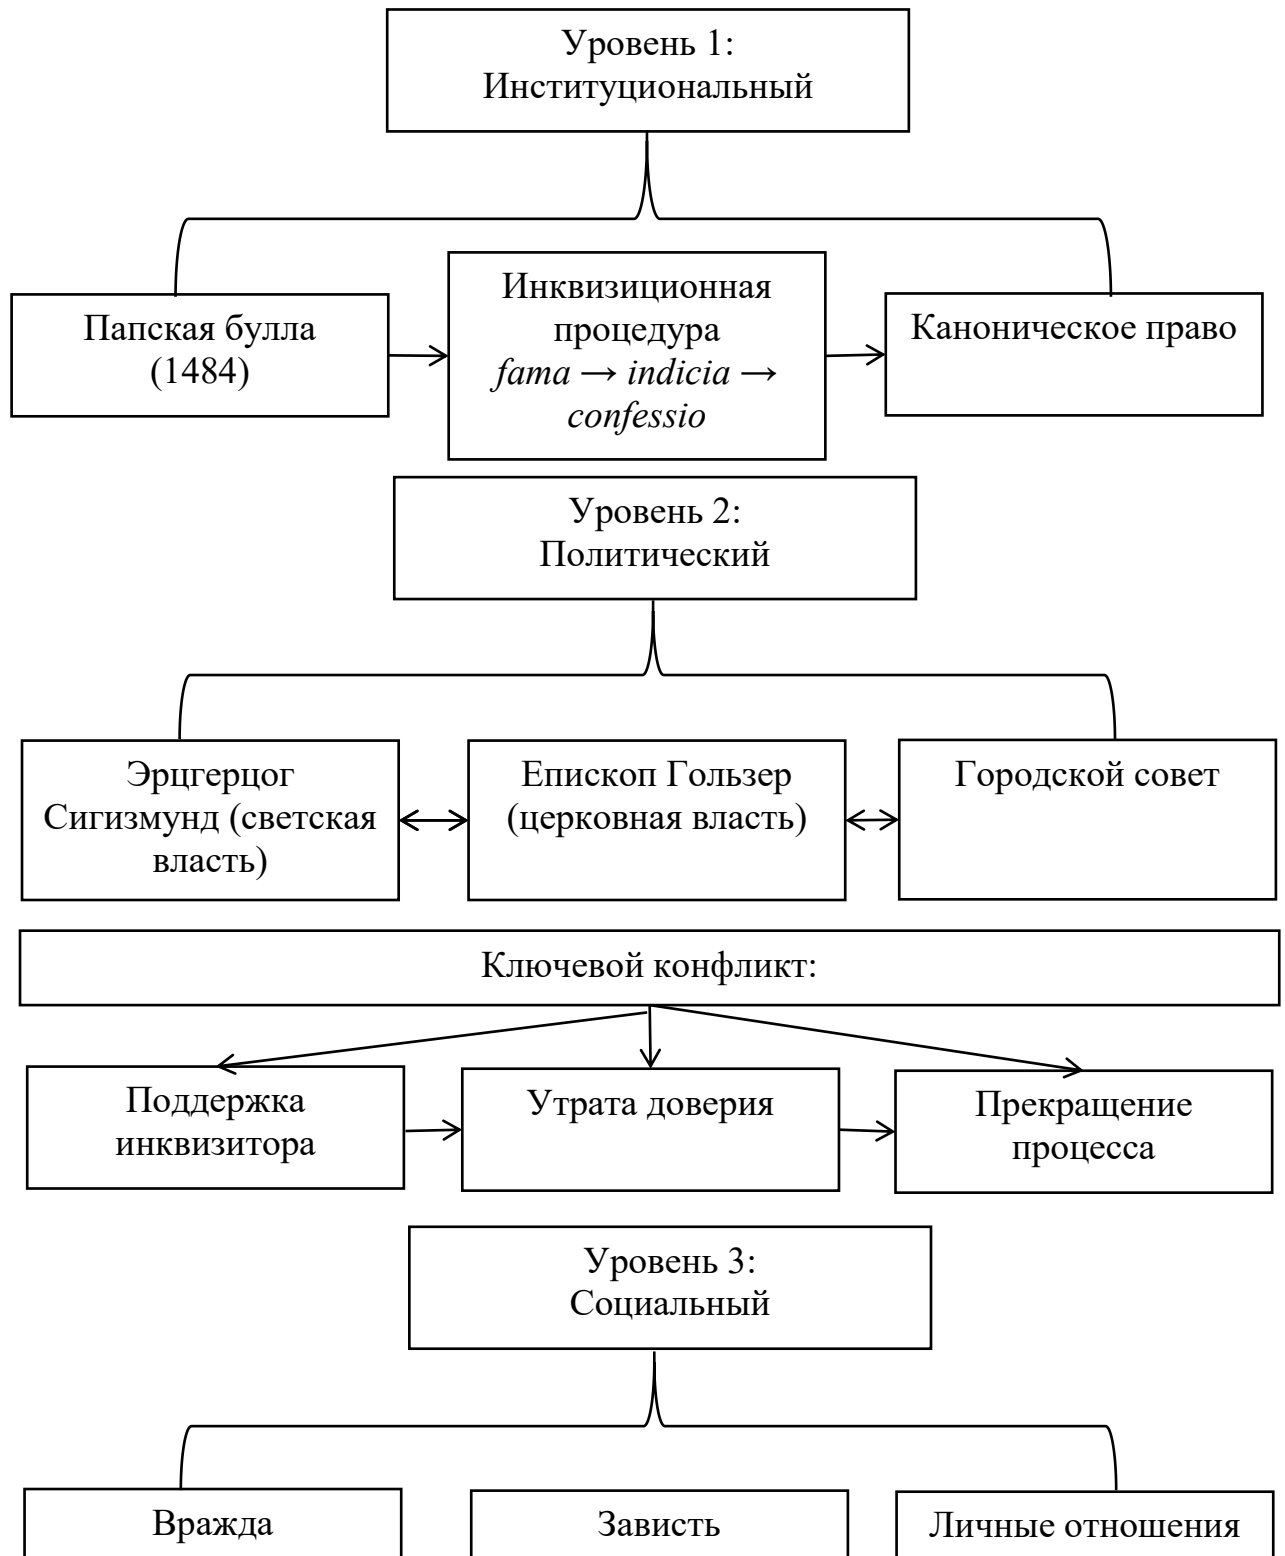 Уровень 1:
Институциональный
Папская булла
(1484)
Инквизиционная
процедура
fama → indicia →
confessio
Каноническое право
Уровень 2:
Политический
Эрцгерцог
Сигизмунд (светская
власть)
Епископ Гользер
(церковная власть)
Городской совет
Ключевой конфликт:
Поддержка
инквизитора
Утрата доверия
Прекращение
процесса
Уровень 3:
Социальный
Вражда
Зависть
Личные отношения